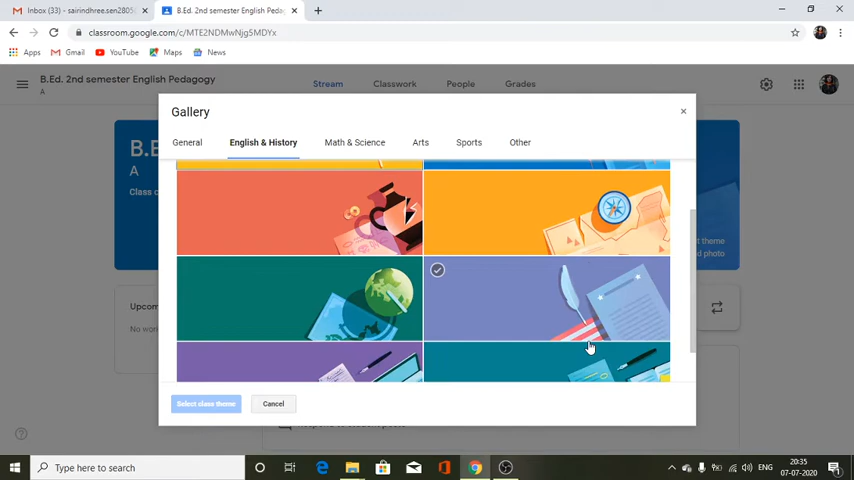 Inbox (33) - sairindhree.sen2805@
B.Ed. 2nd semester English Peda
classroom.google.com/c/MTE2NDMwNjg5MDYx
Apps
Gmail
YouTube
Maps
News
B.Ed. 2nd semester English Pedagogy
A
Stream
Classwork
People
Grades
Gallery
General
English & History
Math & Science
Arts
Sports
Other
B.E
A
Class c
t theme
d photo
Upcom
No wor
Select class theme
Cancel
Type here to search
ENG
20:35
07-07-2020
1